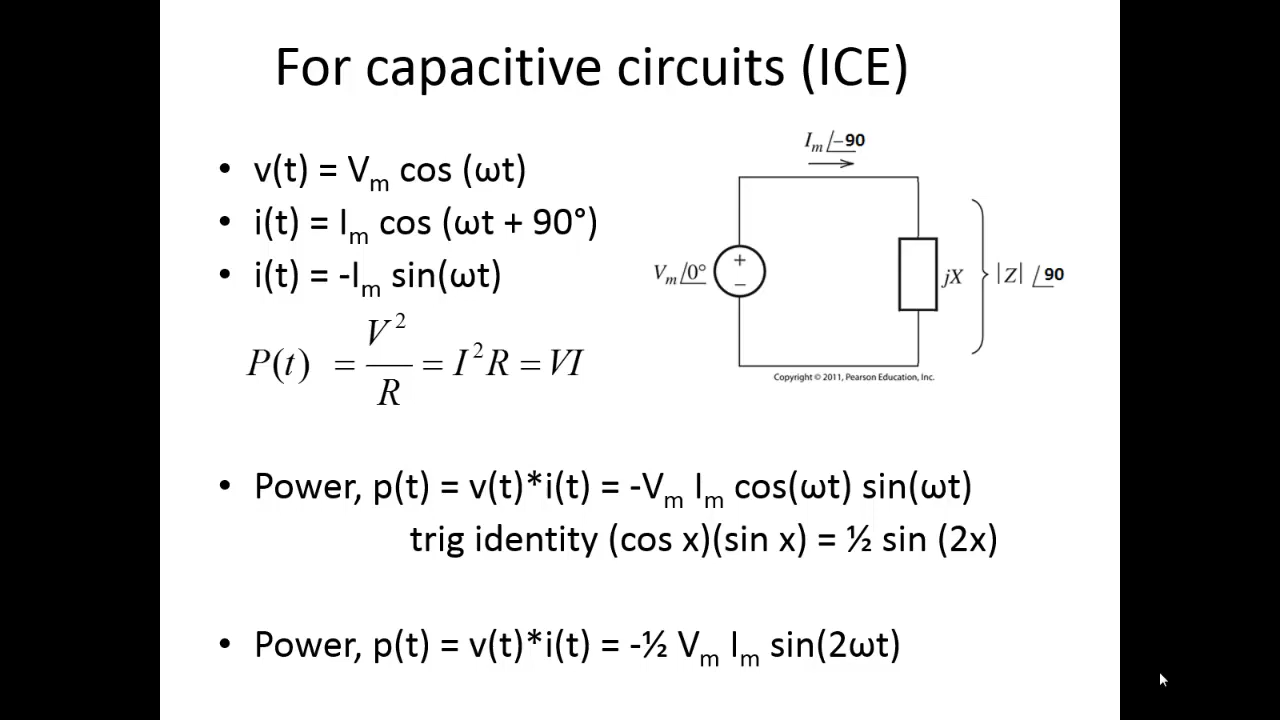 For capacitive circuits (ICE)
• v(t) = Vm cos (ωt)
• i(t) = Im cos (ωt + 90°)
• i(t) = -Im sin(ωt)
P(t) = V²/R = I²R = VI
Im∠−90
Vm∠0°
+
−
jX
|Z| ∠90
Copyright © 2011, Pearson Education, Inc.
• Power, p(t) = v(t)*i(t) = -Vm Im cos(ωt) sin(ωt)
trig identity (cos x)(sin x) = ½ sin (2x)
• Power, p(t) = v(t)*i(t) = -½ Vm Im sin(2ωt)